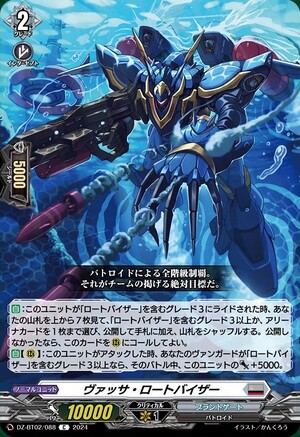 2
グレード
インターセプト
5000
シールド
パトロイドによる全階級制覇。
それがチームの掲げる絶対目標だ。
自:このユニットが「ロートバイザー」を含むグレード3にライドされた時、あな
たの山札を上から7枚見て、「ロートバイザー」を含むグレード3以上か、アリー
ナカードを1枚まで選び、公開して手札に加え、山札をシャッフルする。公開
しなかったなら、このカードを にソウルしてよい。
自:このユニットがアタックした時、あなたのヴァンガードが「ロートバイザー」
を含むグレード3以上なら、そのバトル中、このユニットの +5000。
ノーマルユニット
ヴァッサ・ロートバイザー
パワー 10000
クリティカル
1
ブラントゲート
バトロイド
D-DZ-BT02/088 C 2024
イラスト/かんくろう